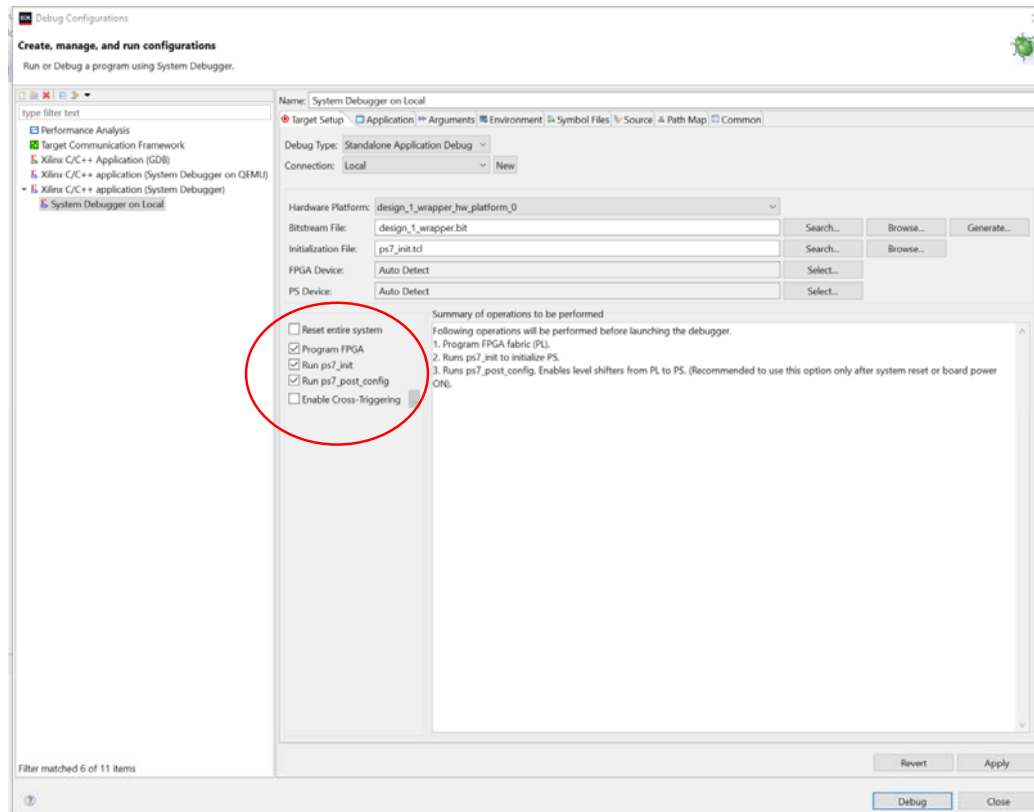 SDK Debug Configurations
Create, manage, and run configurations
Run or Debug a program using System Debugger.
type filter text
Performance Analysis
Target Communication Framework
Xilinx C/C++ Application (GDB)
Xilinx C/C++ application (System Debugger on QEMU)
Xilinx C/C++ application (System Debugger)
System Debugger on Local
Filter matched 6 of 11 items
Name: System Debugger on Local
Target Setup Application Arguments Environment Symbol Files Source Path Map Common
Debug Type: Standalone Application Debug
Connection: Local New
Hardware Platform: design_1_wrapper_hw_platform_0
Bitstream File: design_1_wrapper.bit Search... Browse... Generate...
Initialization File: ps7_init.tcl Search... Browse...
FPGA Device: Auto Detect Select...
PS Device: Auto Detect Select...
Reset entire system
Program FPGA
Run ps7_init
Run ps7_post_config
Enable Cross-Triggering ...
Summary of operations to be performed
Following operations will be performed before launching the debugger.
1. Program FPGA fabric (PL).
2. Runs ps7_init to initialize PS.
3. Runs ps7_post_config. Enables level shifters from PL to PS. (Recommended to use this option only after system reset or board power
ON).
Revert Apply
? Debug Close